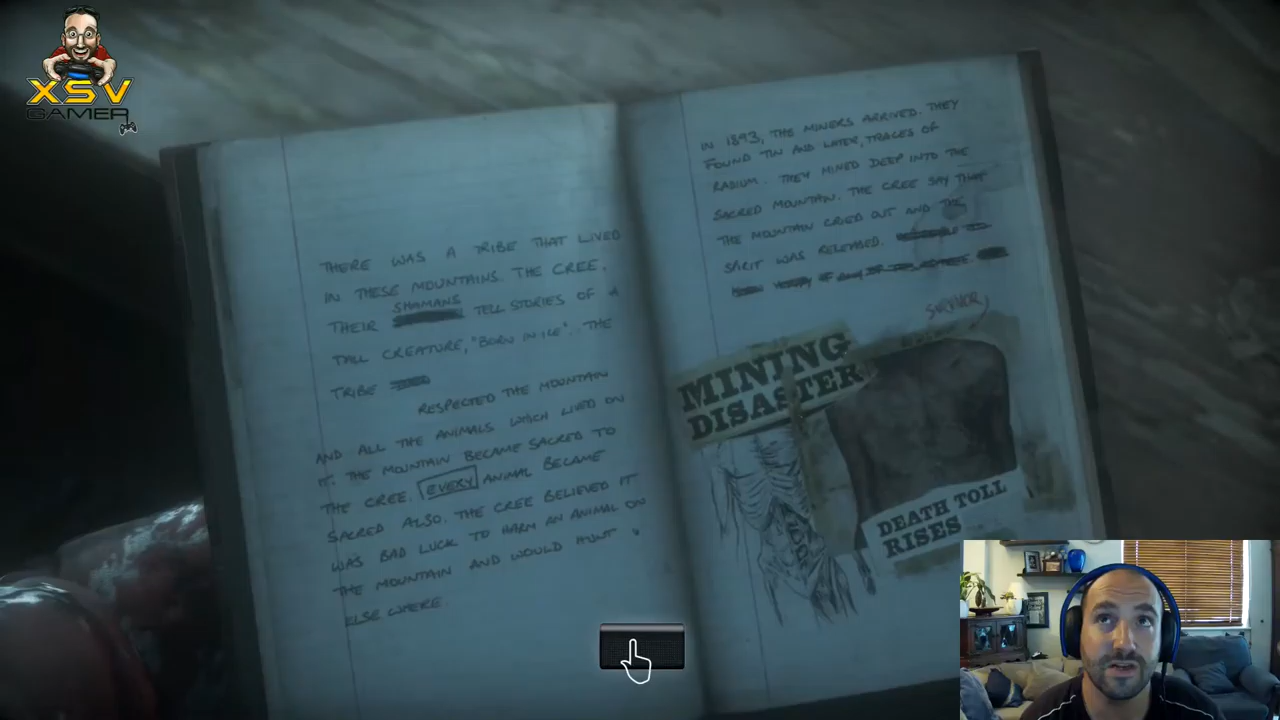 XSV
GAMER
THERE WAS A TRIBE THAT LIVED
IN THESE MOUNTAINS. THE CREE.
SHAMANS
THEIR TELL STORIES OF A
TALL CREATURE, "BORN IN ICE". THE
TRIBE
RESPECTED THE MOUNTAIN
AND ALL THE ANIMALS WHICH LIVED ON
IT. THE MOUNTAIN BECAME SACRED TO
THE CREE. EVERY ANIMAL BECAME
SACRED ALSO. THE CREE BELIEVED IT
WAS BAD LUCK TO HARM AN ANIMAL ON
THE MOUNTAIN AND WOULD HUNT
ELSE WHERE.
IN 1893, THE MINERS ARRIVED. THEY
FOUND TIN AND LATER, TRACES OF
RADIUM. THEY MINED DEEP INTO THE
SACRED MOUNTAIN. THE CREE SAY THAT
THE MOUNTAIN CRIED OUT AND THE
SPIRIT WAS RELEASED.
SURVIVOR
MINING
DISASTER
DEATH TOLL
RISES